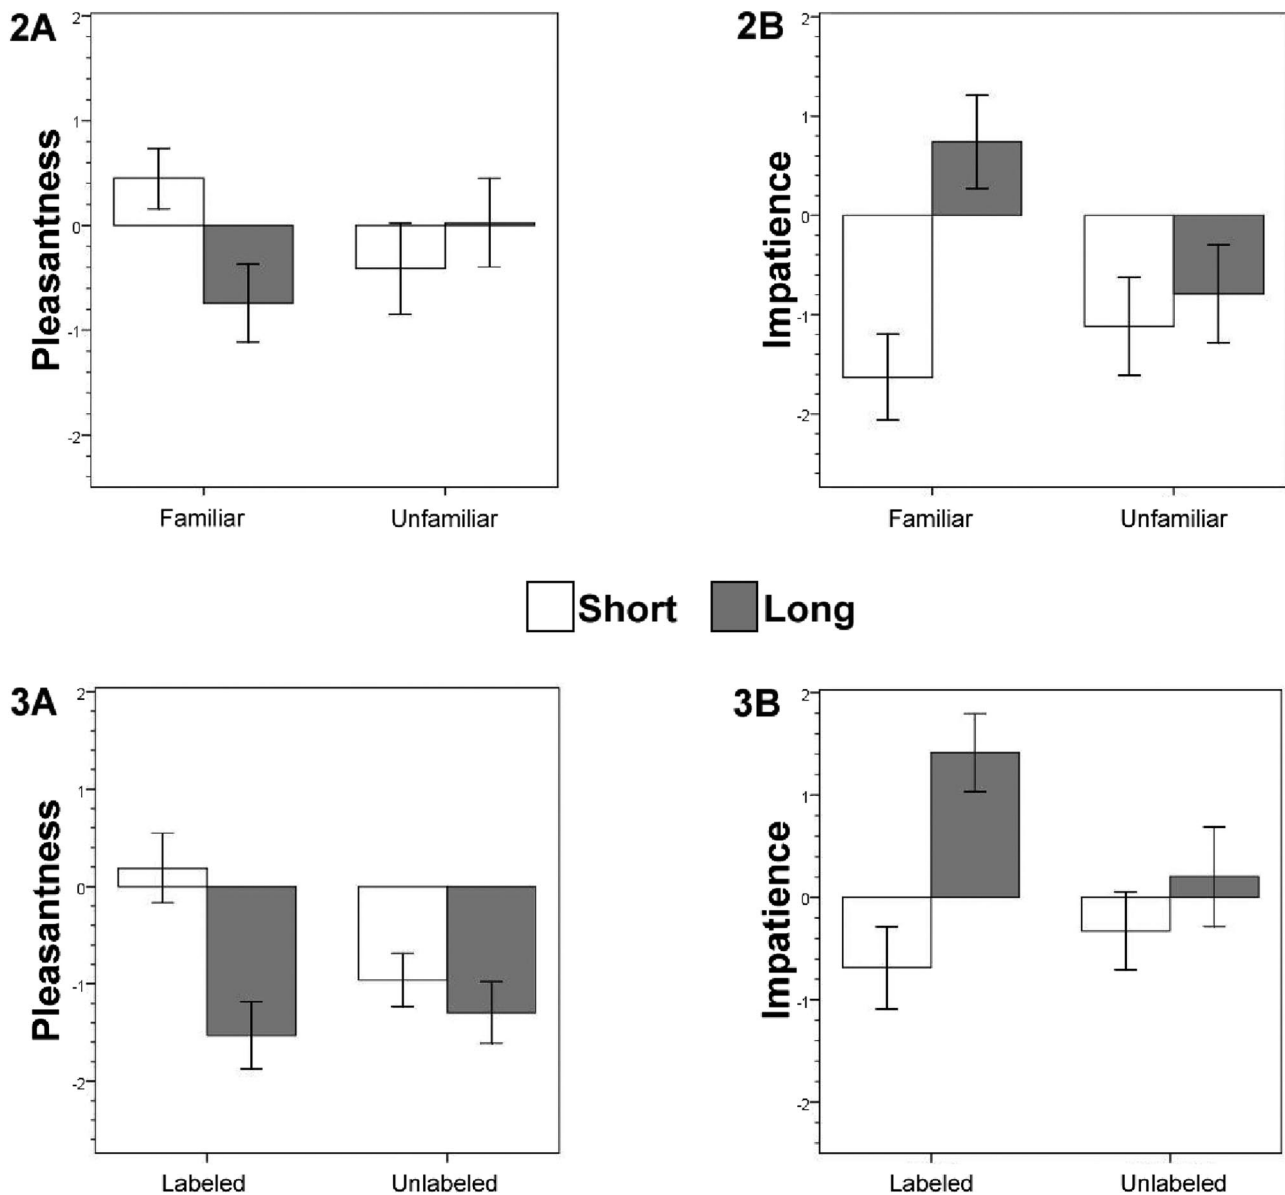 2A
Pleasantness
2
1
0
-1
-2
Familiar
Unfamiliar
2B
Impatience
2
1
0
-1
-2
Familiar
Unfamiliar
Short
Long
3A
Pleasantness
2
1
0
-1
-2
Labeled
Unlabeled
3B
Impatience
2
1
0
-1
-2
Labeled
Unlabeled